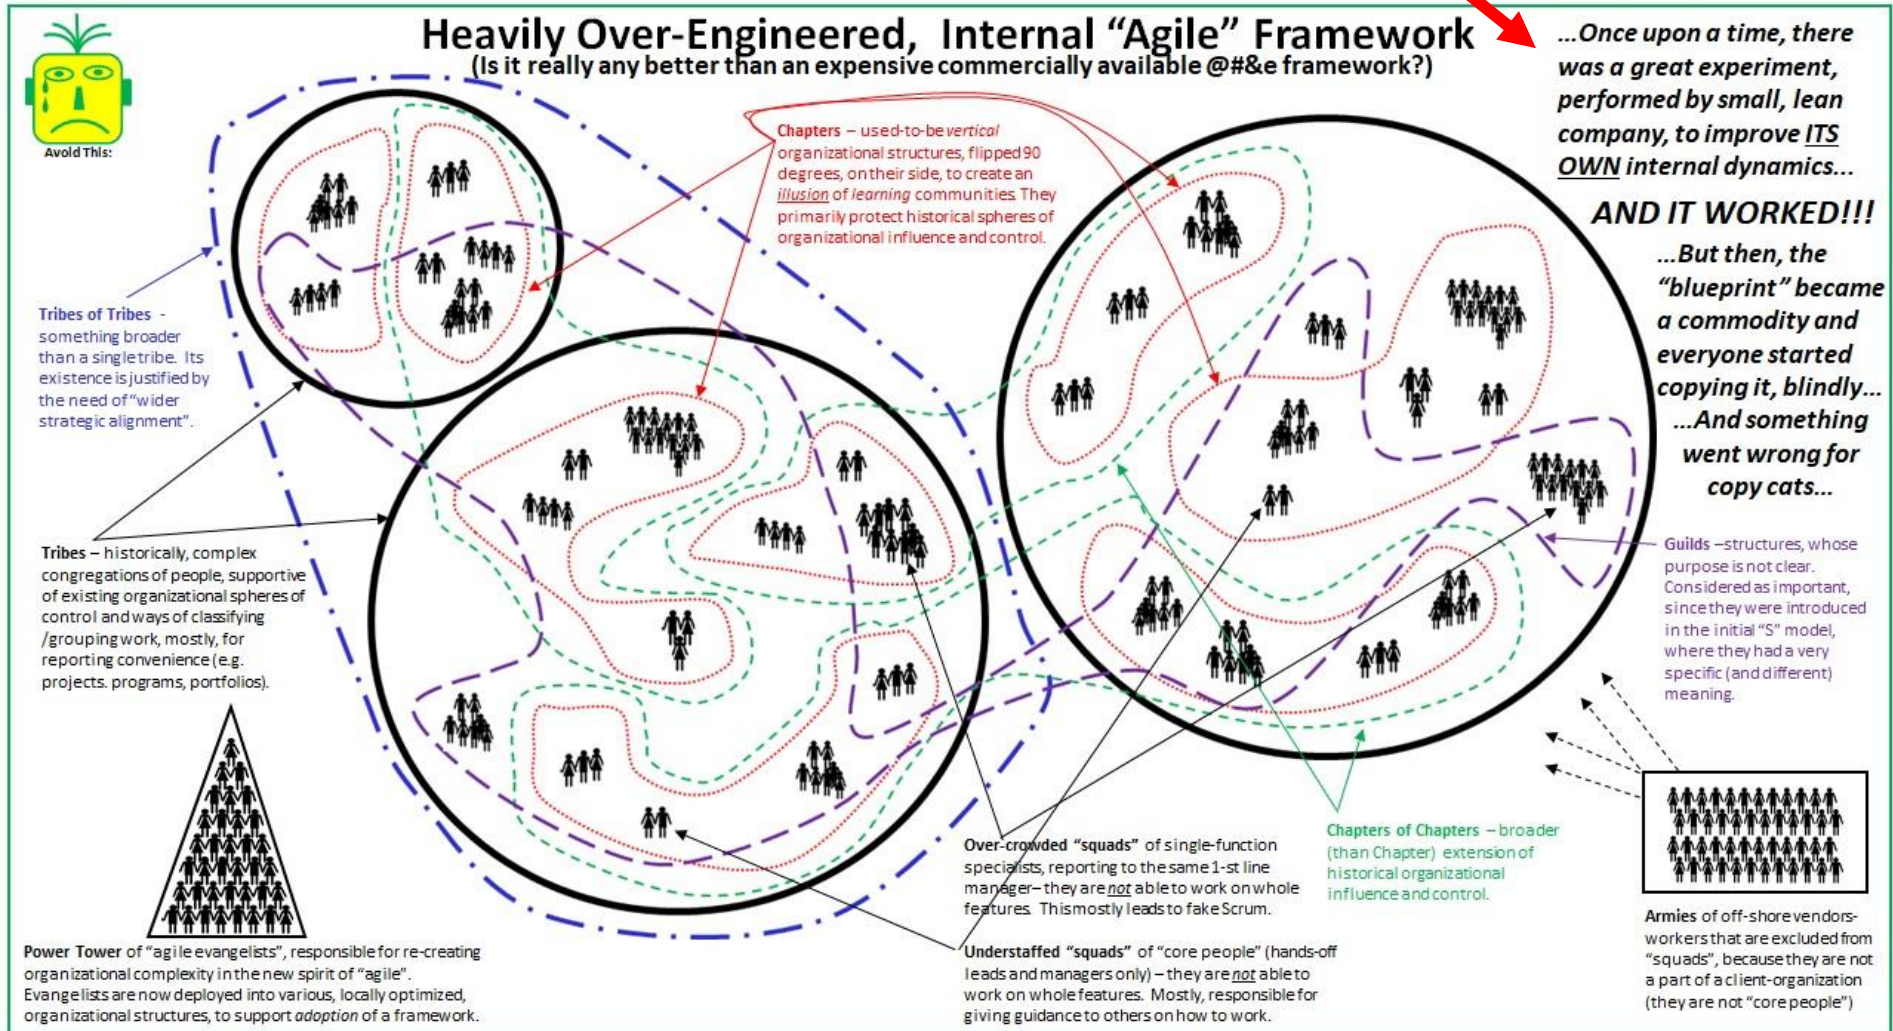 Heavily Over-Engineered, Internal “Agile” Framework
(Is it really any better than an expensive commercially available @#&e framework?)
Avoid This:
...Once upon a time, there
was a great experiment,
performed by small, lean
company, to improve ITS
OWN internal dynamics...
AND IT WORKED!!!
...But then, the
“blueprint” became
a commodity and
everyone started
copying it, blindly...
...And something
went wrong for
copy cats...
Chapters – used-to-be vertical
organizational structures, flipped 90
degrees, on their side, to create an
illusion of learning communities. They
primarily protect historical spheres of
organizational influence and control.
Tribes of Tribes -
something broader
than a single tribe. Its
existence is justified by
the need of “wider
strategic alignment”.
Tribes – historically, complex
congregations of people, supportive
of existing organizational spheres of
control and ways of classifying
/grouping work, mostly, for
reporting convenience (e.g.
projects. programs, portfolios).
Guilds –structures, whose
purpose is not clear.
Considered as important,
since they were introduced
in the initial “S” model,
where they had a very
specific (and different)
meaning.
Over-crowded “squads” of single-function
specialists, reporting to the same 1-st line
manager– they are not able to work on whole
features. This mostly leads to fake Scrum.
Chapters of Chapters – broader
(than Chapter) extension of
historical organizational
influence and control.
Power Tower of “agile evangelists”, responsible for re-creating
organizational complexity in the new spirit of “agile”.
Evangelists are now deployed into various, locally optimized,
organizational structures, to support adoption of a framework.
Understaffed “squads” of “core people” (hands-off
leads and managers only) – they are not able to
work on whole features. Mostly, responsible for
giving guidance to others on how to work.
Armies of off-shore vendors-
workers that are excluded from
“squads”, because they are not
a part of a client-organization
(they are not “core people”)